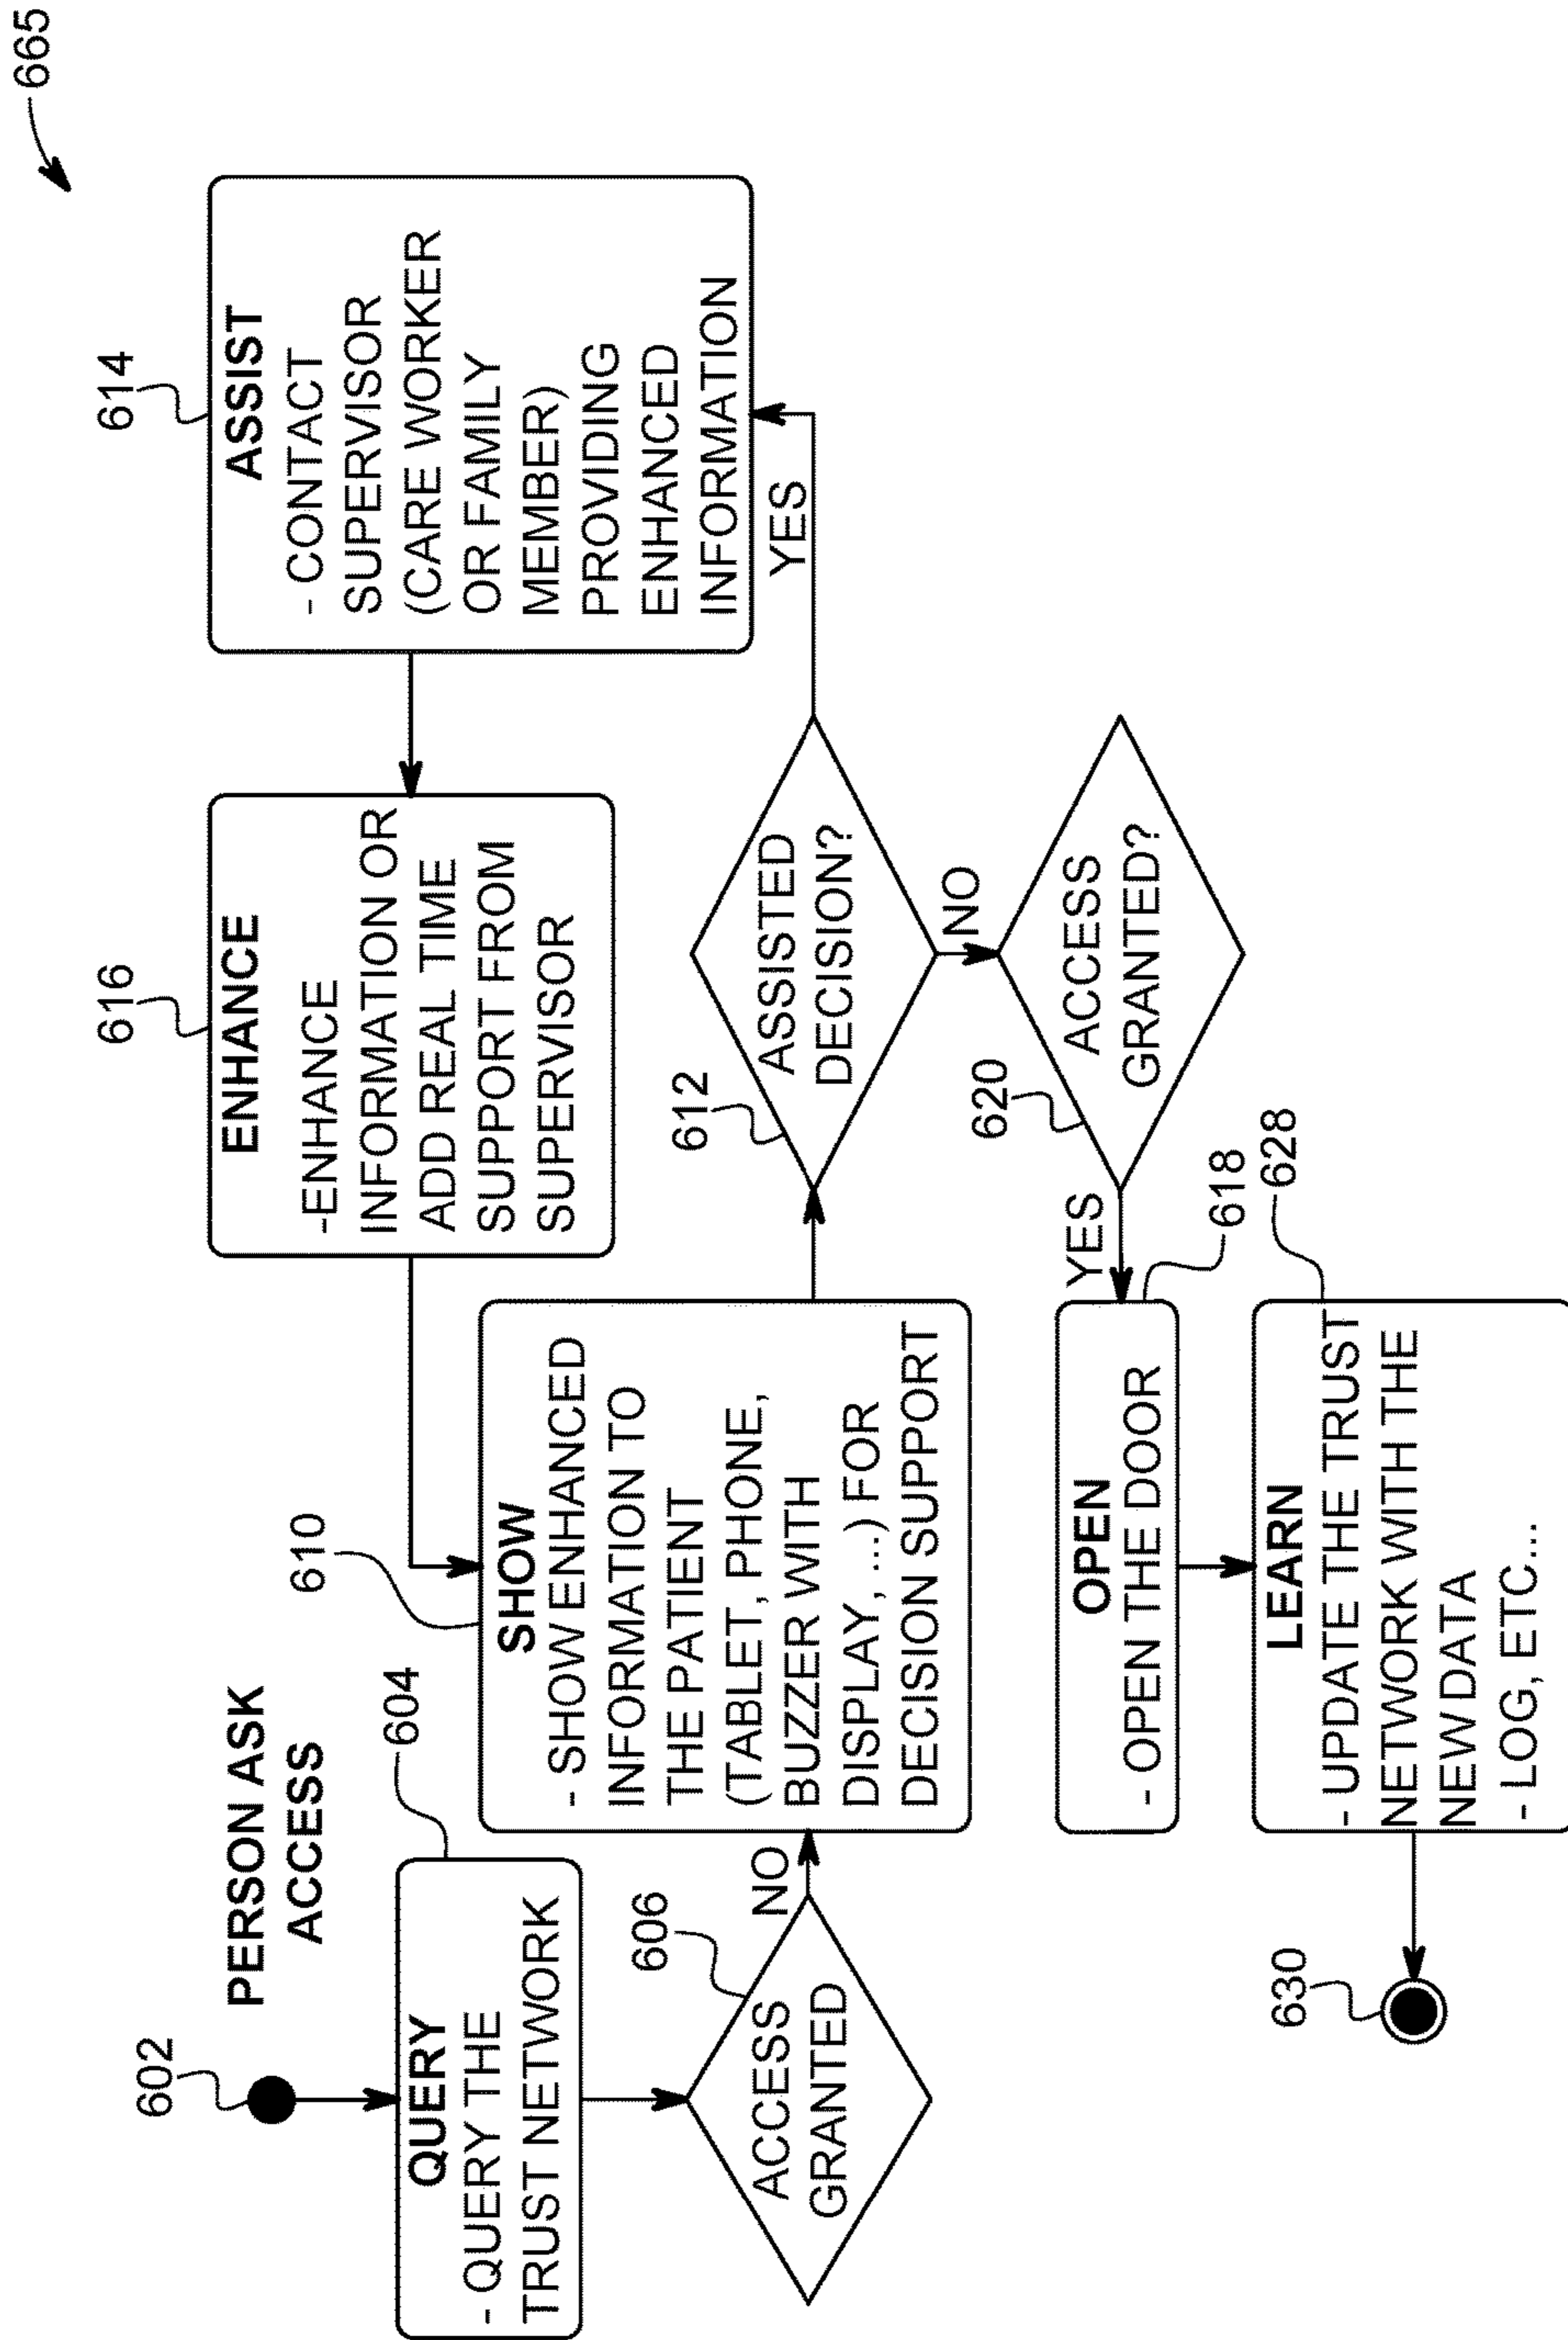 665
602
PERSON ASK
ACCESS
604
QUERY
- QUERY THE
TRUST NETWORK
606
ACCESS
GRANTED
NO
610
SHOW
- SHOW ENHANCED
INFORMATION TO
THE PATIENT
(TABLET, PHONE,
BUZZER WITH
DISPLAY, ...) FOR
DECISION SUPPORT
616
ENHANCE
-ENHANCE
INFORMATION OR
ADD REAL TIME
SUPPORT FROM
SUPERVISOR
614
ASSIST
- CONTACT
SUPERVISOR
(CARE WORKER
OR FAMILY
MEMBER)
PROVIDING
ENHANCED
INFORMATION
612
ASSISTED
DECISION?
YES
NO
620
ACCESS
GRANTED?
YES
618
OPEN
- OPEN THE DOOR
628
LEARN
- UPDATE THE TRUST
NETWORK WITH THE
NEW DATA
- LOG, ETC...
630